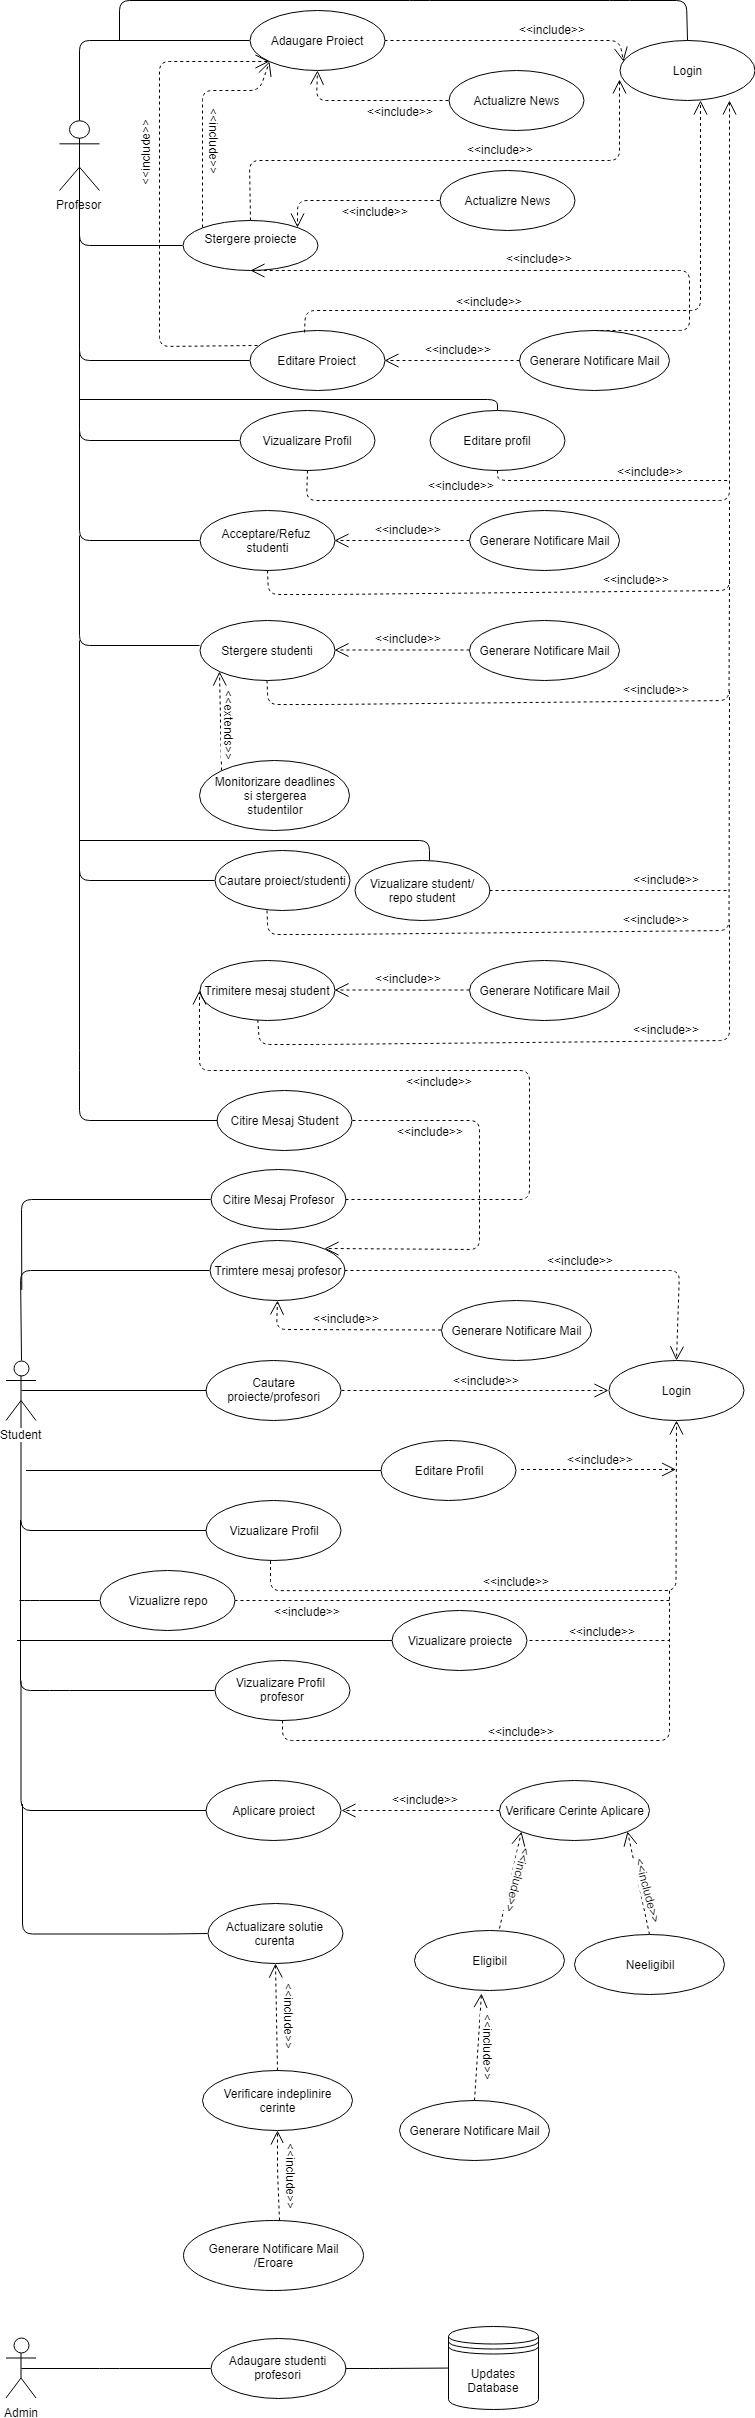 <<include>>
Adaugare Proiect
Login
<<include>>
Actualizre News
<<include>>
<<include>>
<<include>>
Profesor
Actualizre News
<<include>>
Stergere proiecte
<<include>>
<<include>>
Editare Proiect
<<include>>
Generare Notificare Mail
Vizualizare Profil
Editare profil
<<include>>
<<include>>
Acceptare/Refuz
studenti
<<include>>
Generare Notificare Mail
<<include>>
Stergere studenti
<<include>>
Generare Notificare Mail
<<include>>
<<extends>>
Monitorizare deadlines
si stergerea
studentilor
Cautare proiect/studenti
Vizualizare student/
repo student
<<include>>
<<include>>
Trimitere mesaj student
<<include>>
Generare Notificare Mail
<<include>>
<<include>>
Citire Mesaj Student
<<include>>
Citire Mesaj Profesor
Trimtere mesaj profesor
<<include>>
<<include>>
Generare Notificare Mail
Cautare
proiecte/profesori
<<include>>
Login
Student
Editare Profil
<<include>>
Vizualizare Profil
<<include>>
Vizualizre repo
<<include>>
Vizualizare proiecte
<<include>>
Vizualizare Profil
profesor
<<include>>
Aplicare proiect
<<include>>
Verificare Cerinte Aplicare
<<include>>
<<include>>
Actualizare solutie
curenta
Eligibil
Neeligibil
<<include>>
<<include>>
Verificare indeplinire
cerinte
Generare Notificare Mail
<<include>>
Generare Notificare Mail
/Eroare
Adaugare studenti
profesori
Updates
Database
Admin